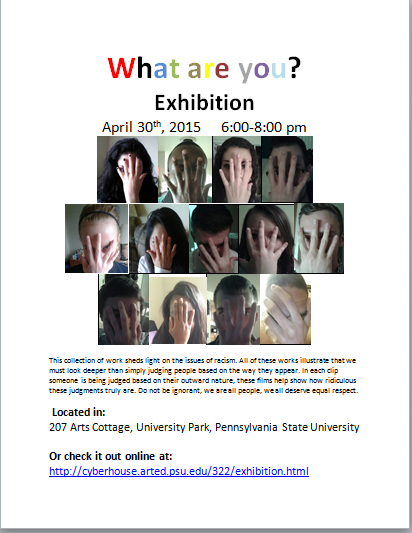 What are you?
Exhibition
April 30th, 2015 6:00-8:00 pm
This collection of work sheds light on the issues of racism. All of these works illustrate that we
must look deeper than simply judging people based on the way they appear. In each clip
someone is being judged based on their outward nature, these films help show how ridiculous
these judgments truly are. Do not be ignorant, we are all people, we all deserve equal respect.
Located in:
207 Arts Cottage, University Park, Pennsylvania State University
Or check it out online at:
http://cyberhouse.arted.psu.edu/322/exhibition.html